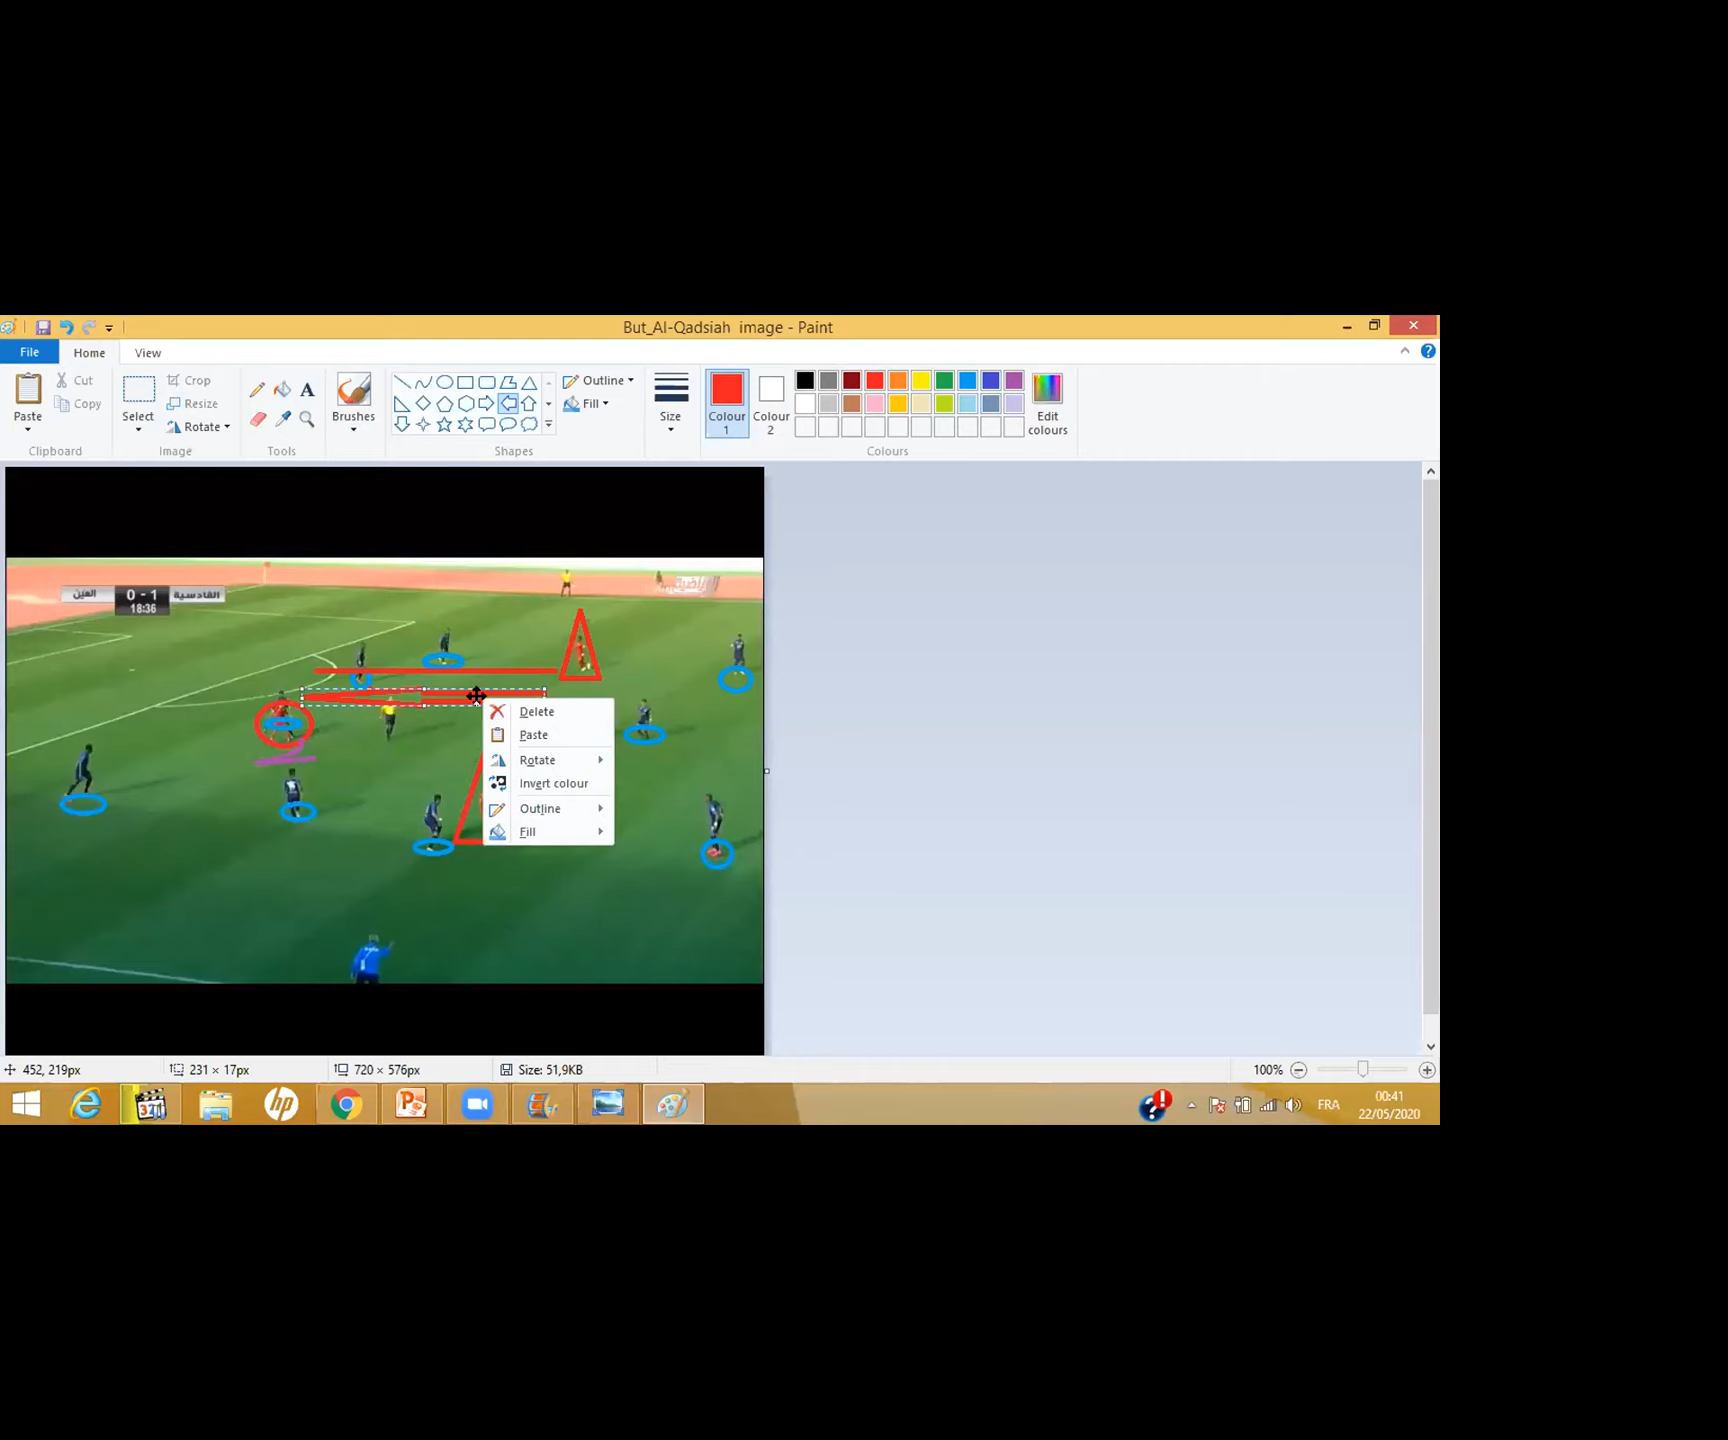 But_Al-Qadsiah image - Paint
File Home View
Cut
Copy
Paste
Clipboard
Select
Crop
Resize
Rotate
Image
A
Tools
Brushes
Outline
Fill
Shapes
Size
Colour
1
Colour
2
Edit
colours
Colours
العين 0 - 1 القادسية
18:36
Delete
Paste
Rotate
Invert colour
Outline
Fill
452, 219px 231 × 17px 720 × 576px Size: 51,9KB 100%
321 hp FRA 00:41
22/05/2020